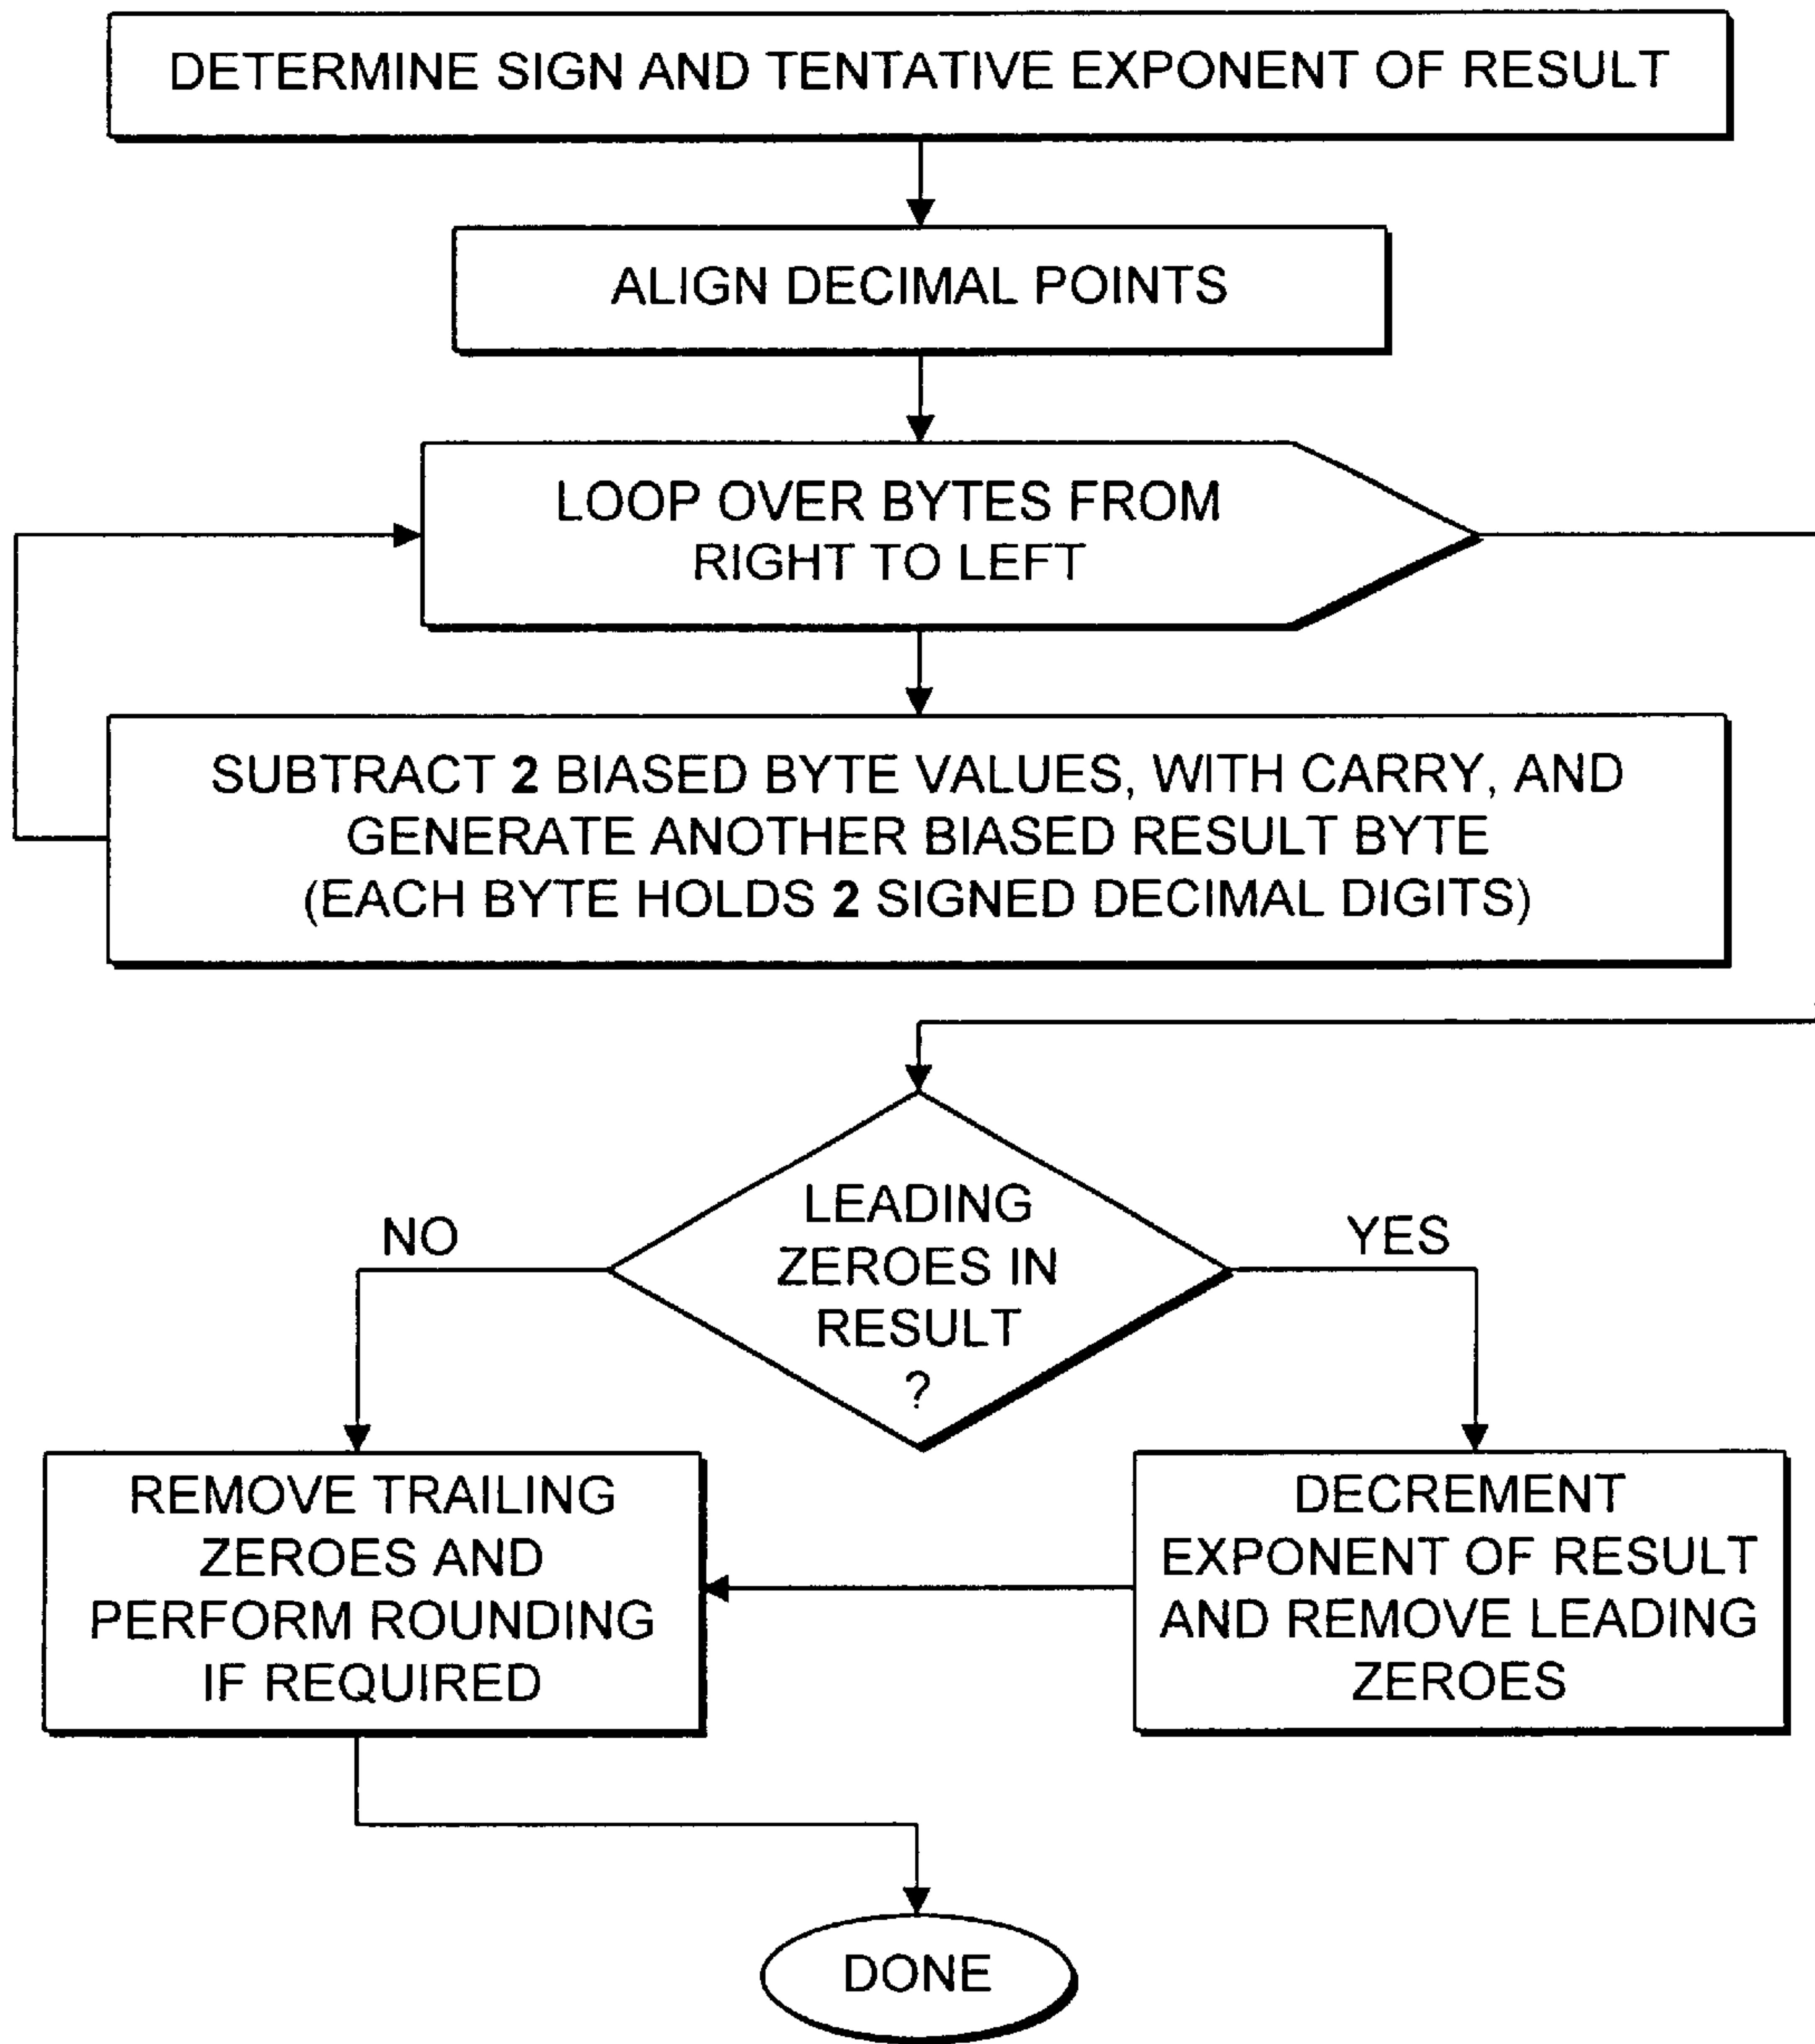 DETERMINE SIGN AND TENTATIVE EXPONENT OF RESULT
ALIGN DECIMAL POINTS
LOOP OVER BYTES FROM
RIGHT TO LEFT
SUBTRACT 2 BIASED BYTE VALUES, WITH CARRY, AND
GENERATE ANOTHER BIASED RESULT BYTE
(EACH BYTE HOLDS 2 SIGNED DECIMAL DIGITS)
LEADING
ZEROES IN
RESULT
?
NO
YES
REMOVE TRAILING
ZEROES AND
PERFORM ROUNDING
IF REQUIRED
DECREMENT
EXPONENT OF RESULT
AND REMOVE LEADING
ZEROES
DONE